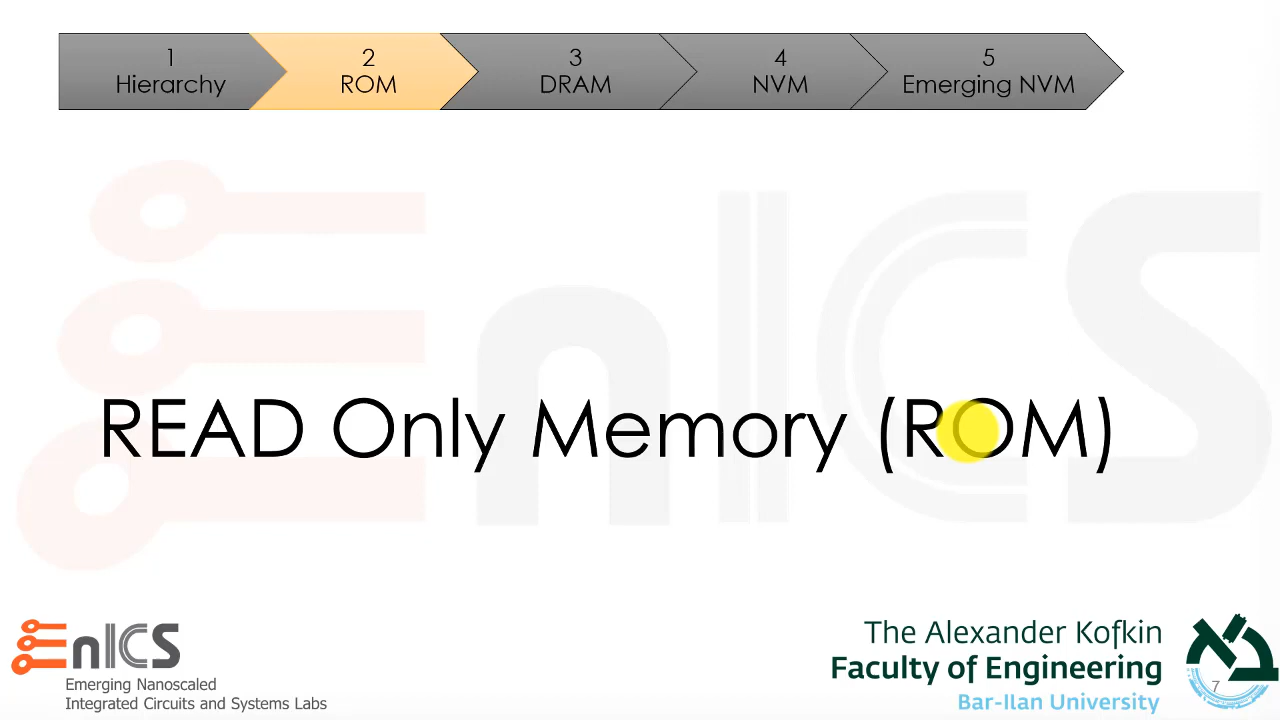 1
Hierarchy
2
ROM
3
DRAM
4
NVM
5
Emerging NVM
EnICS
READ Only Memory (ROM)
EnICS
Emerging Nanoscaled
Integrated Circuits and Systems Labs
The Alexander Kofkin
Faculty of Engineering
Bar-Ilan University
7